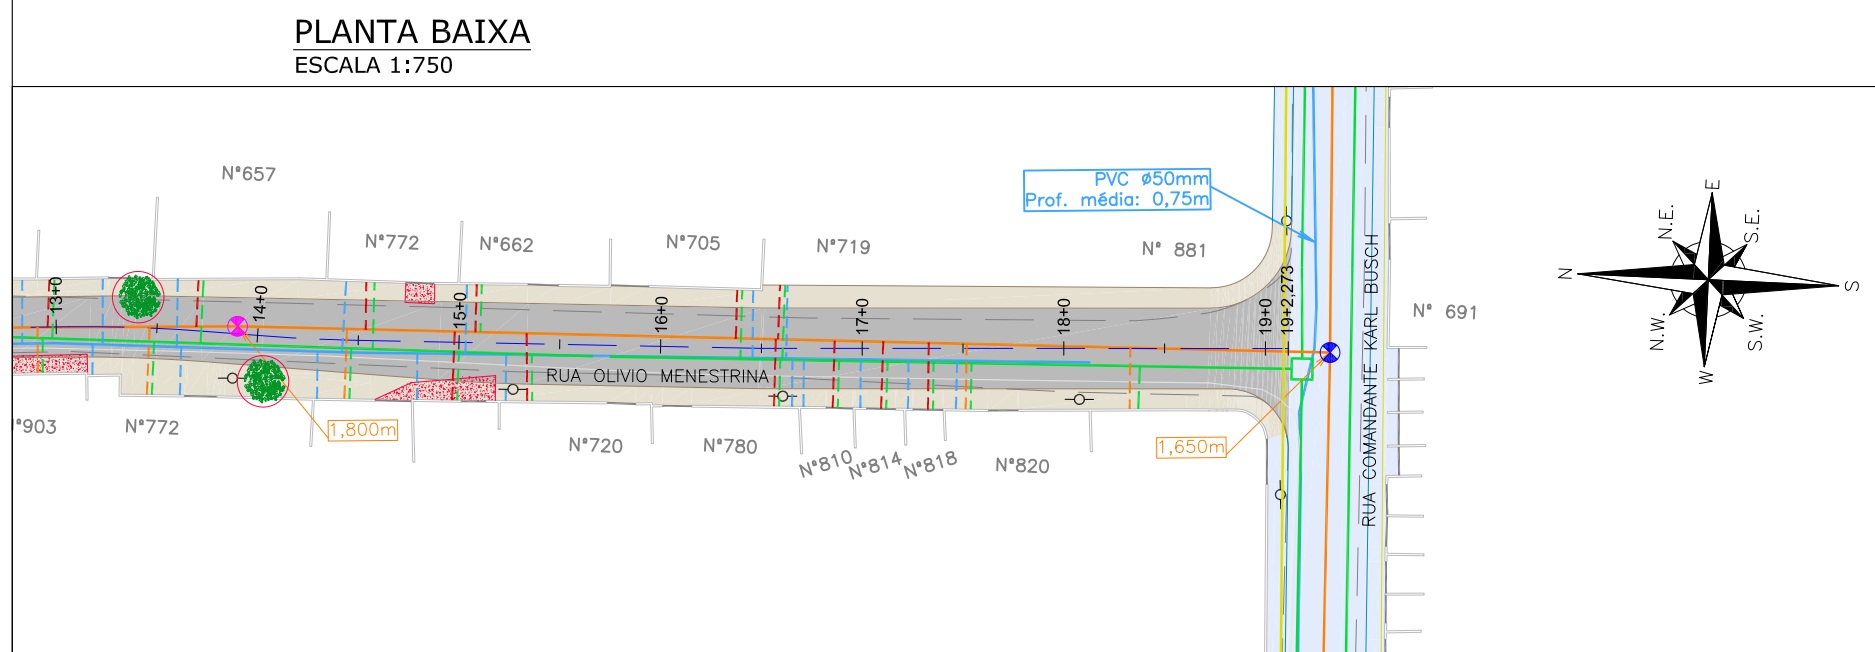 PLANTA BAIXA
ESCALA 1:750
N°657
N°772
N°662
N°705
N°719
N° 881
PVC Ø50mm
Prof. média: 0,75m
13+0
14+0
15+0
16+0
17+0
18+0
19+0
19+2,273
RUA OLIVIO MENESTRINA
RUA COMANDANTE KARL BUSCH
N° 691
°903
N°772
1,800m
N°720
N°780
N°810
N°814
N°818
N°820
1,650m
E
N.E.
S.E.
N
S
N.W.
S.W.
W